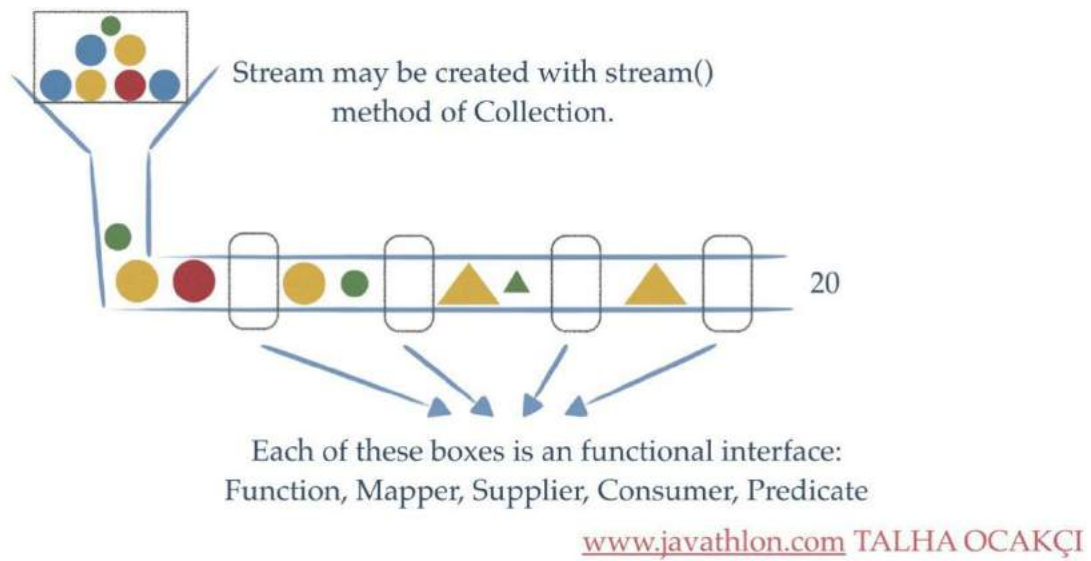 Stream may be created with stream()
method of Collection.
20
Each of these boxes is an functional interface:
Function, Mapper, Supplier, Consumer, Predicate
www.javathlon.com TALHA OCAKÇI